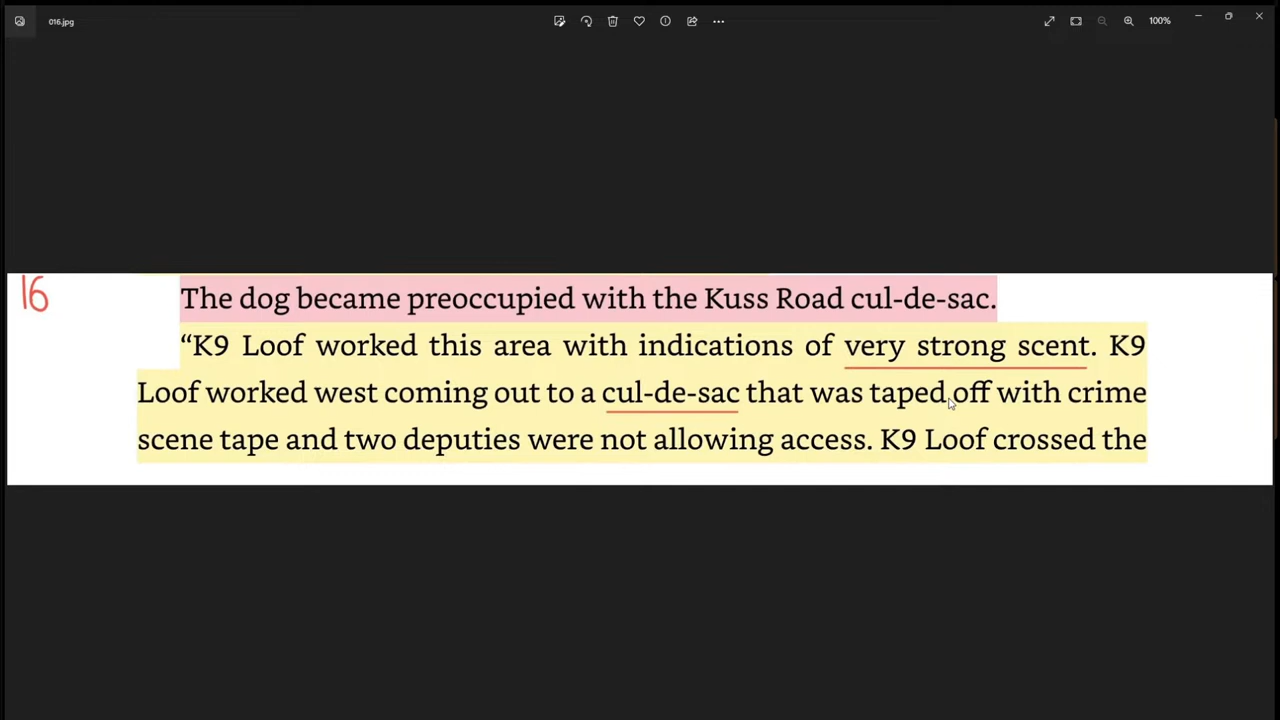 016.jpg
100%
16
The dog became preoccupied with the Kuss Road cul-de-sac.
“K9 Loof worked this area with indications of very strong scent. K9
Loof worked west coming out to a cul-de-sac that was taped off with crime
scene tape and two deputies were not allowing access. K9 Loof crossed the